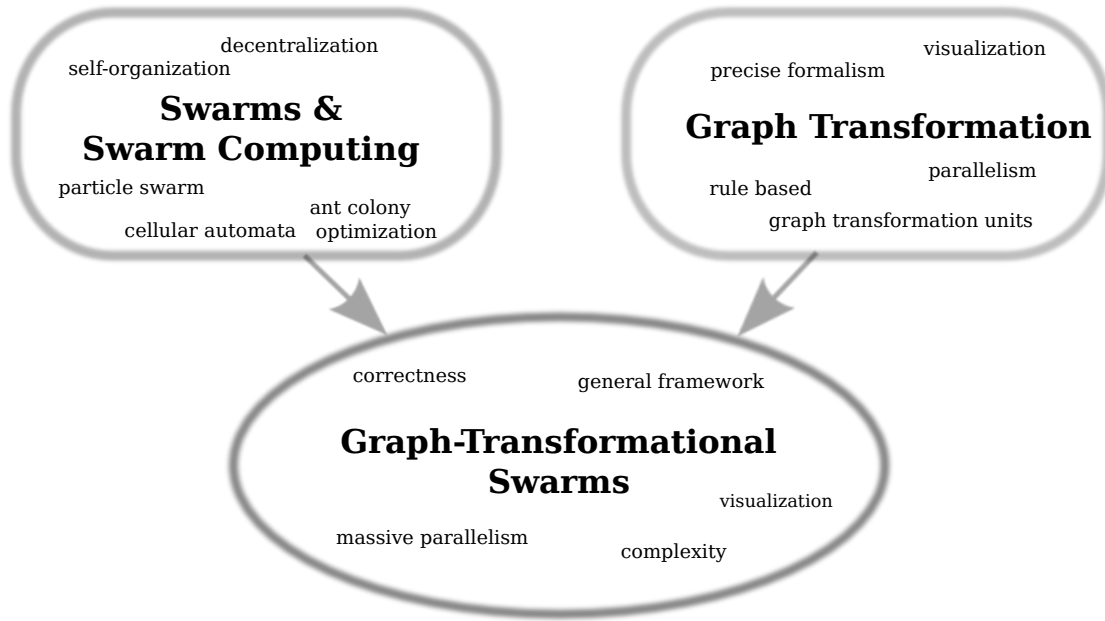 decentralization
self-organization
Swarms &
Swarm Computing
particle swarm
ant colony
cellular automata
optimization
visualization
precise formalism
Graph Transformation
parallelism
rule based
graph transformation units
correctness
general framework
Graph-Transformational
Swarms
visualization
massive parallelism
complexity